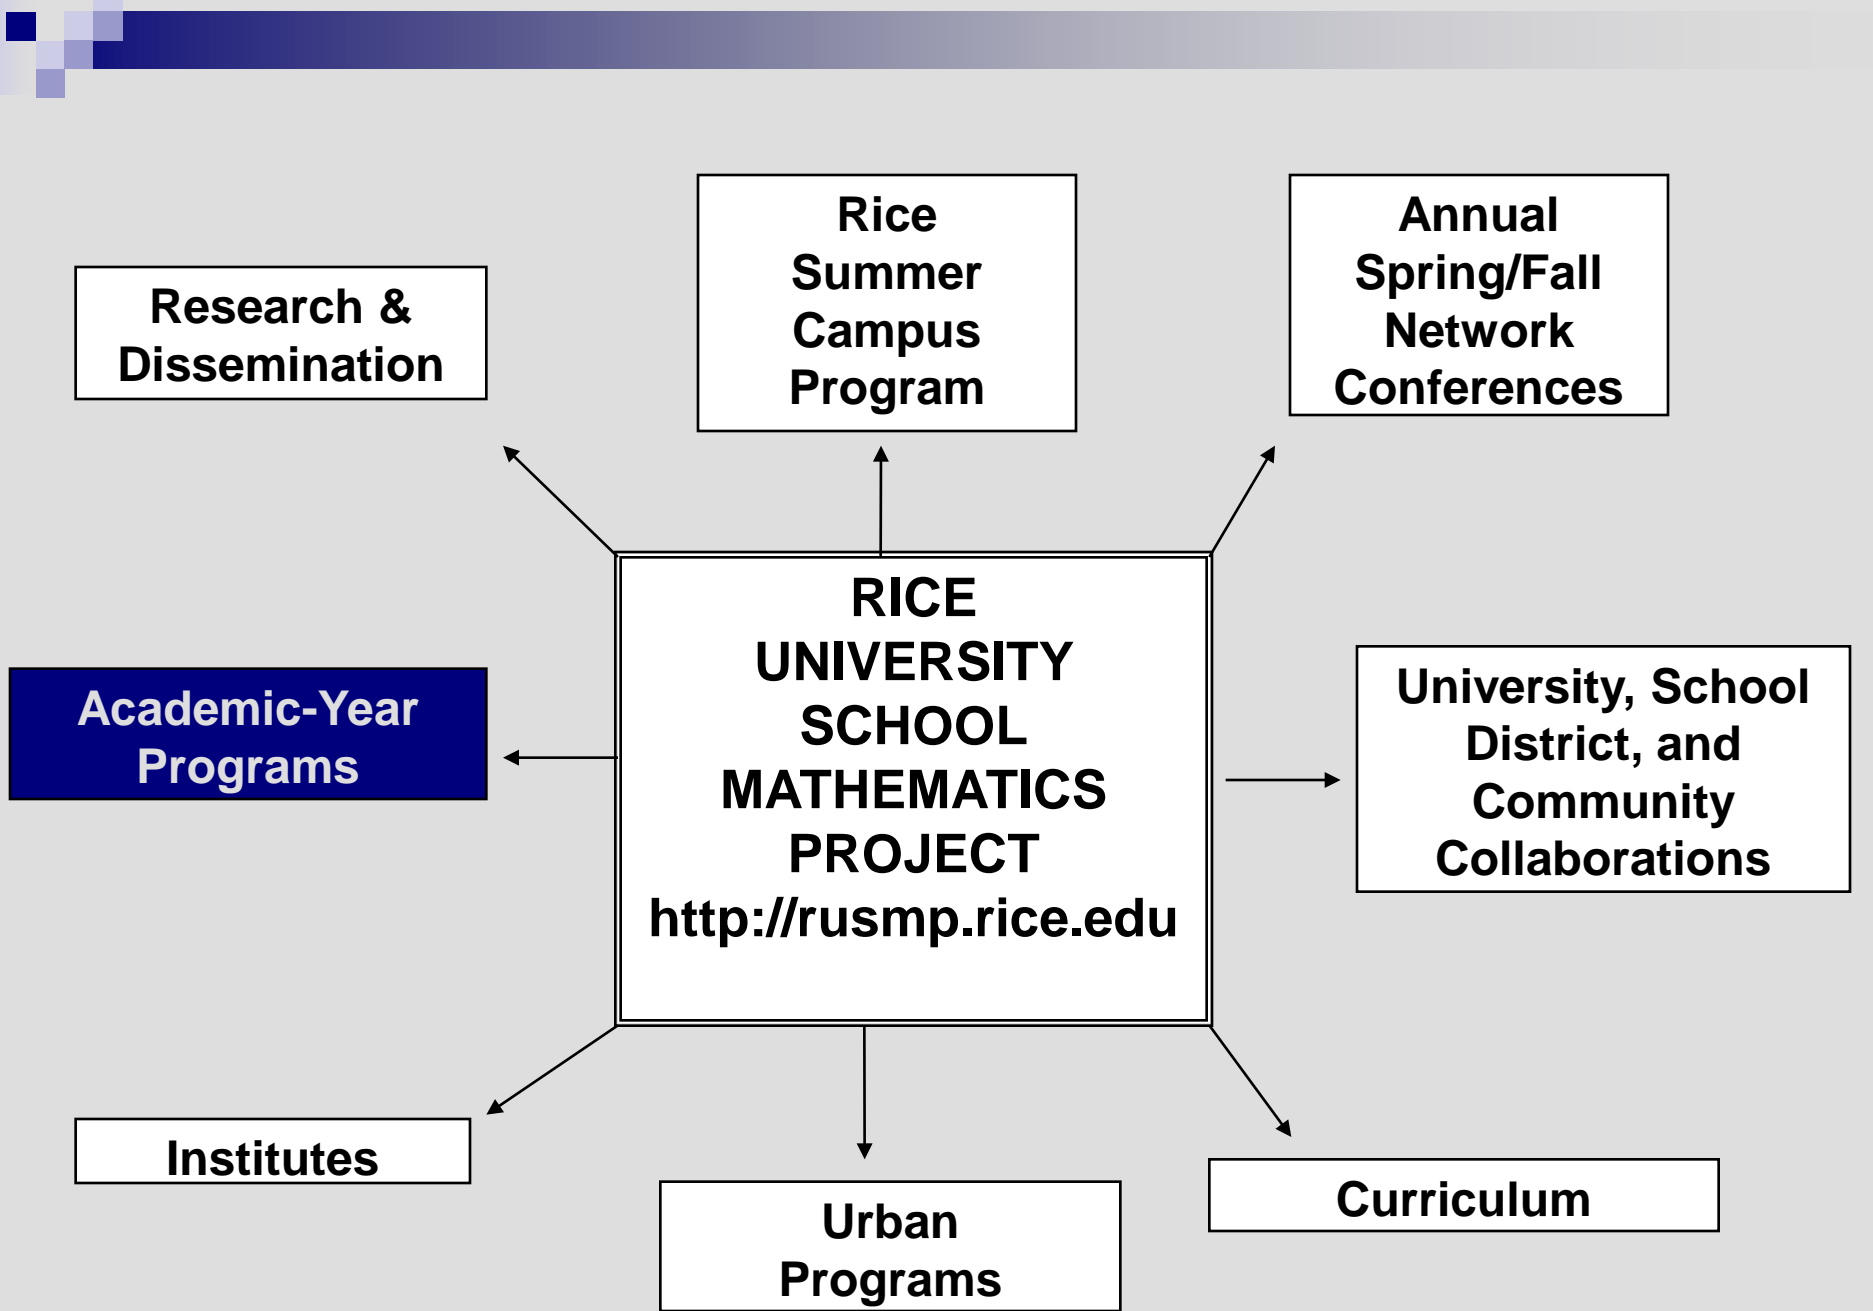 Rice
Summer
Campus
Program
Annual
Spring/Fall
Network
Conferences
Research &
Dissemination
RICE
UNIVERSITY
SCHOOL
MATHEMATICS
PROJECT
http://rusmp.rice.edu
Academic-Year
Programs
University, School
District, and
Community
Collaborations
Institutes
Urban
Programs
Curriculum